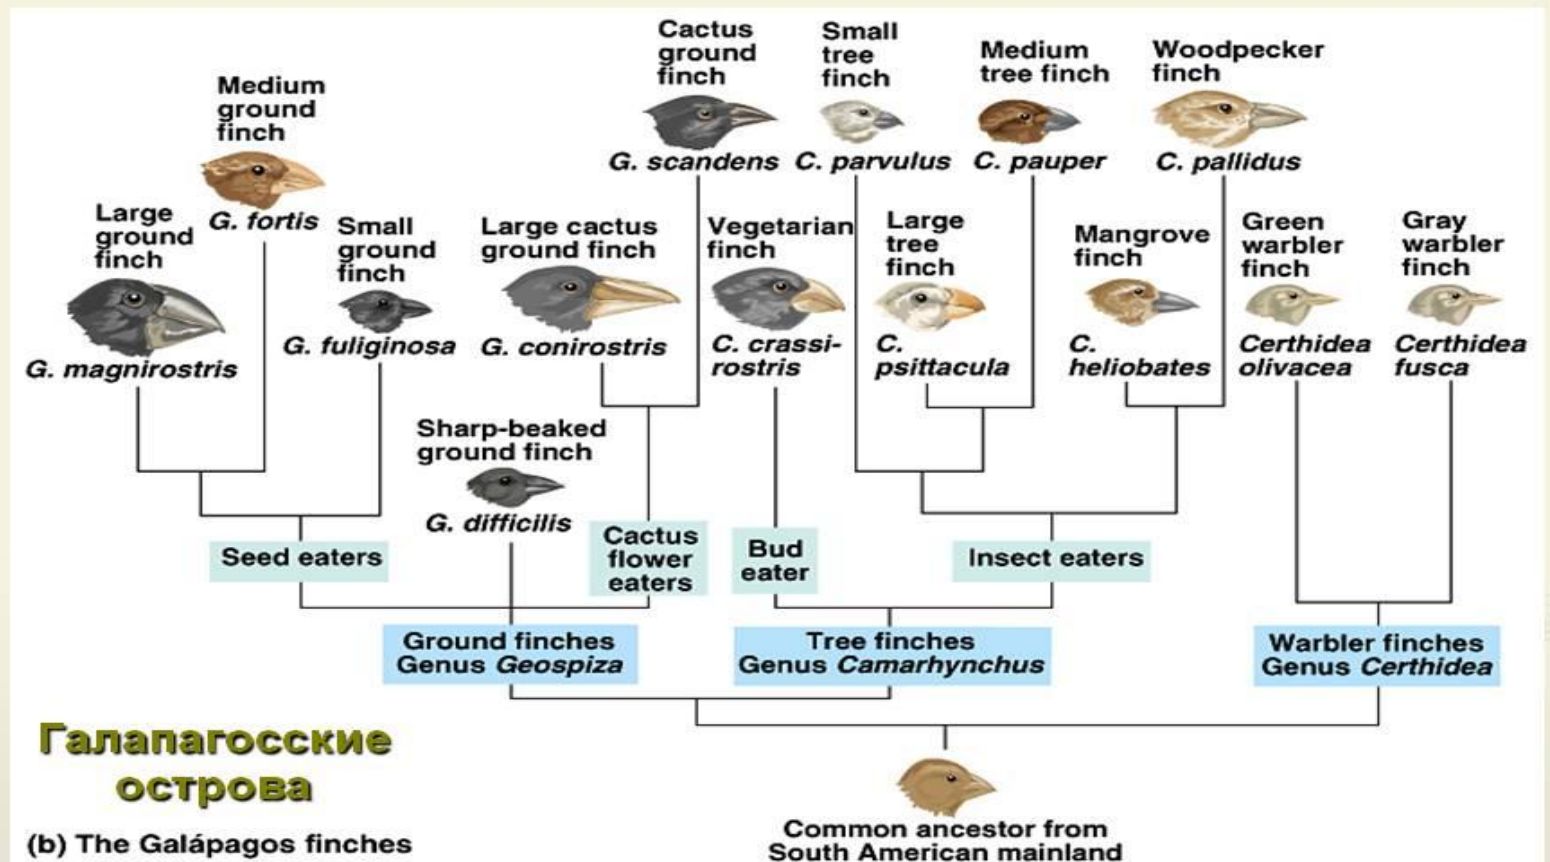 Cactus
ground
finch
G. scandens
Small
tree
finch
C. parvulus
Medium
tree finch
C. pauper
Woodpecker
finch
C. pallidus
Medium
ground
finch
G. fortis
Large
ground
finch
G. magnirostris
Small
ground
finch
G. fuliginosa
Large cactus
ground finch
G. conirostris
Vegetarian
finch
C. crassi-
rostris
Large
tree
finch
C.
psittacula
Mangrove
finch
C.
heliobates
Green
warbler
finch
Certhidea
olivacea
Gray
warbler
finch
Certhidea
fusca
Sharp-beaked
ground finch
G. difficilis
Seed eaters
Cactus
flower
eaters
Bud
eater
Insect eaters
Ground finches
Genus Geospiza
Tree finches
Genus Camarhynchus
Warbler finches
Genus Certhidea
Галапагосские
острова
Common ancestor from
South American mainland
(b) The Galápagos finches